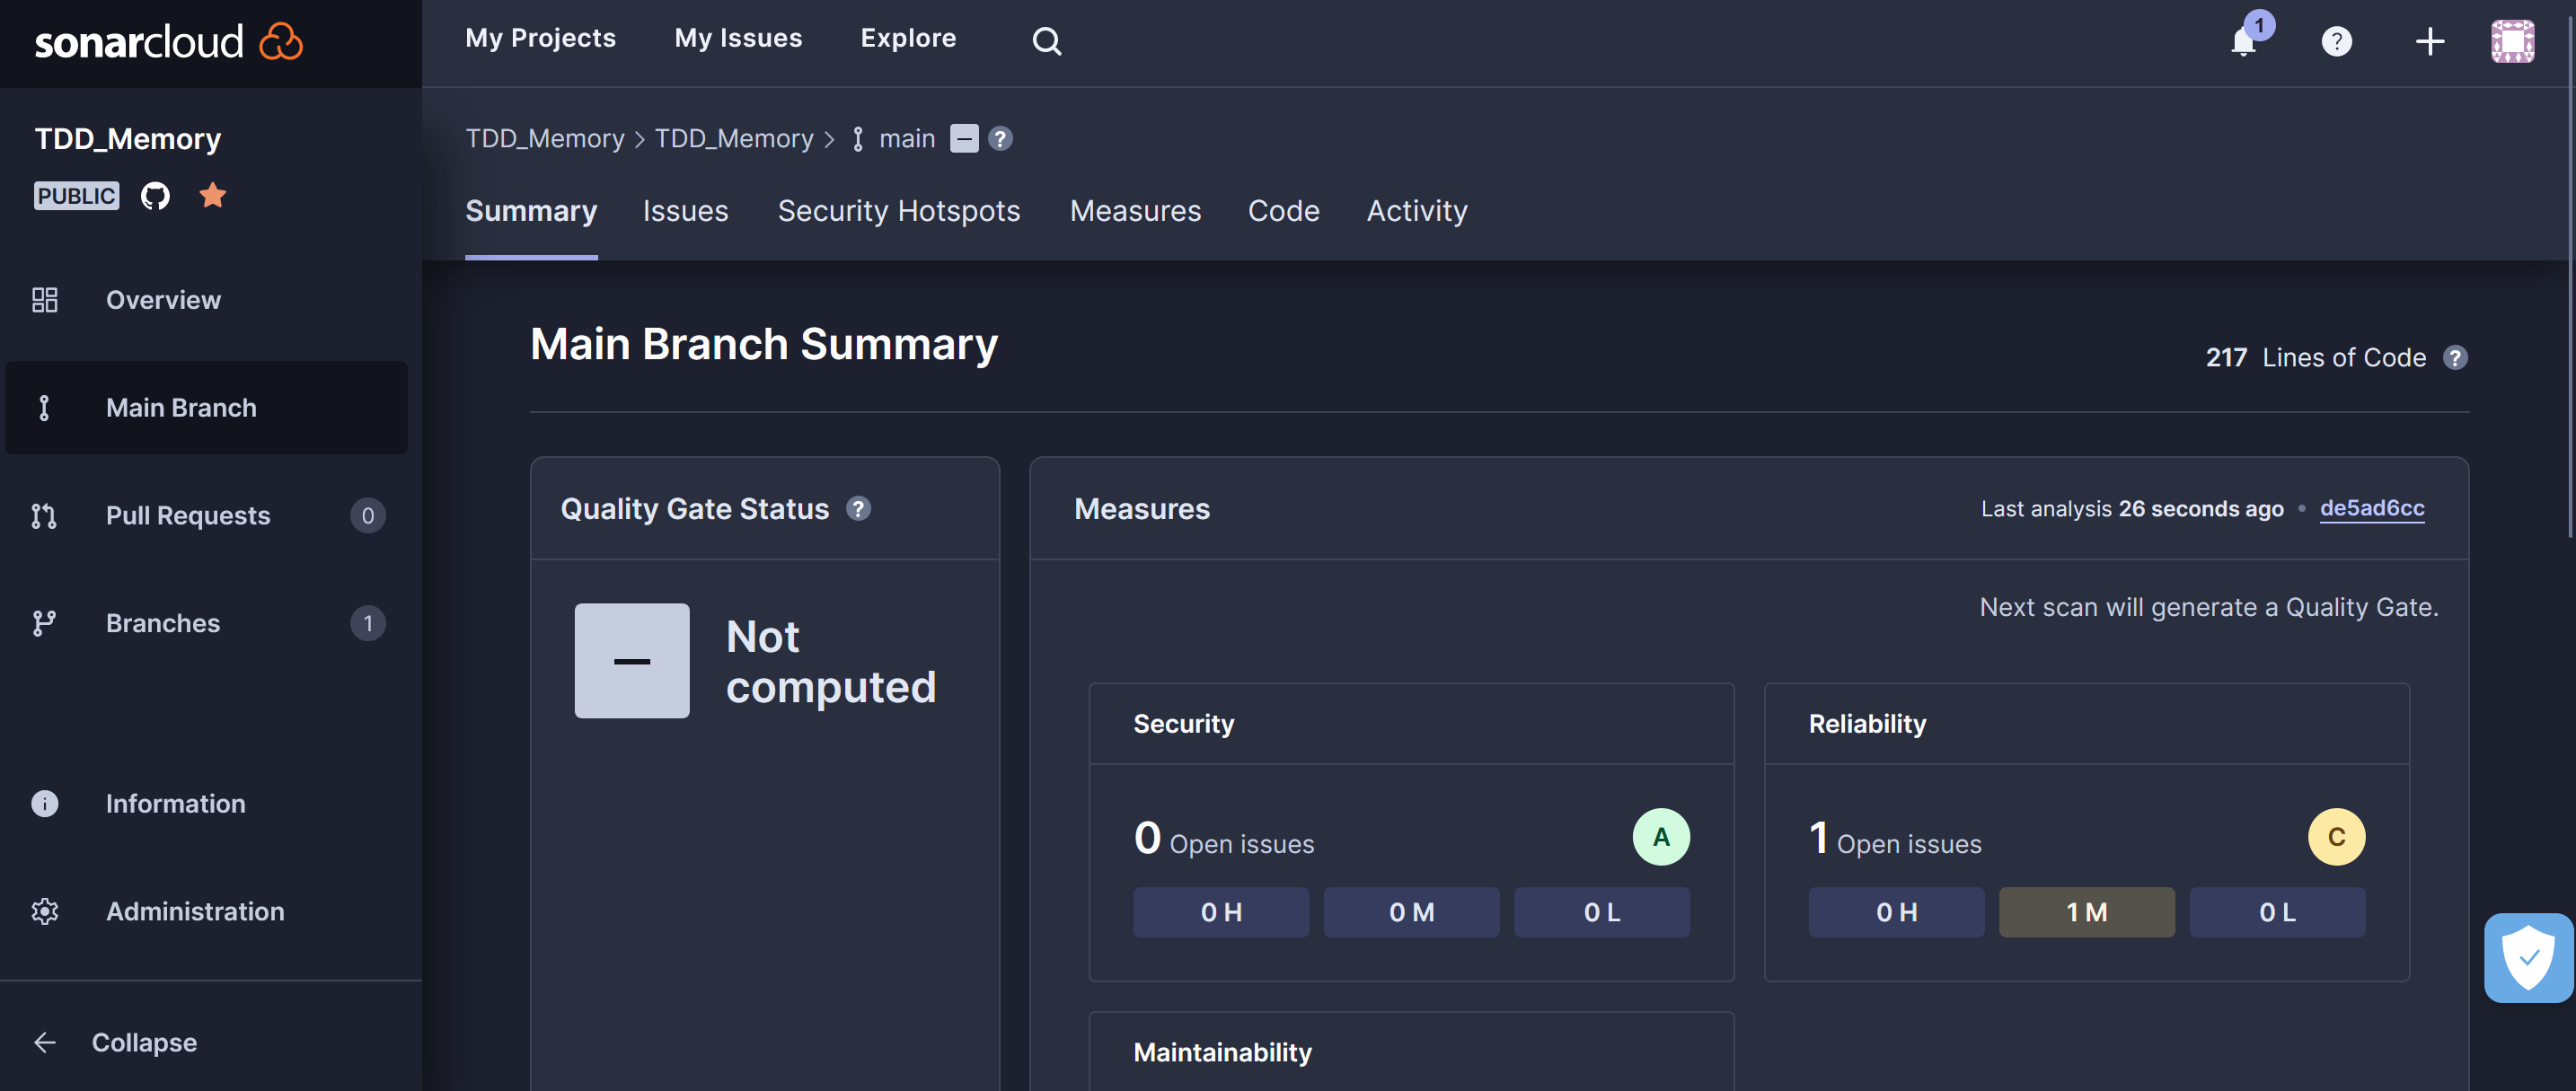 sonarcloud
My Projects My Issues Explore
1
?
TDD_Memory
PUBLIC
Overview
Main Branch
Pull Requests 0
Branches 1
Information
Administration
Collapse
TDD_Memory > TDD_Memory > main ?
Summary Issues Security Hotspots Measures Code Activity
Main Branch Summary
217 Lines of Code ?
Quality Gate Status ?
Not
computed
Measures
Last analysis 26 seconds ago • de5ad6cc
Next scan will generate a Quality Gate.
Security
0 Open issues A
0 H 0 M 0 L
Reliability
1 Open issues C
0 H 1 M 0 L
Maintainability